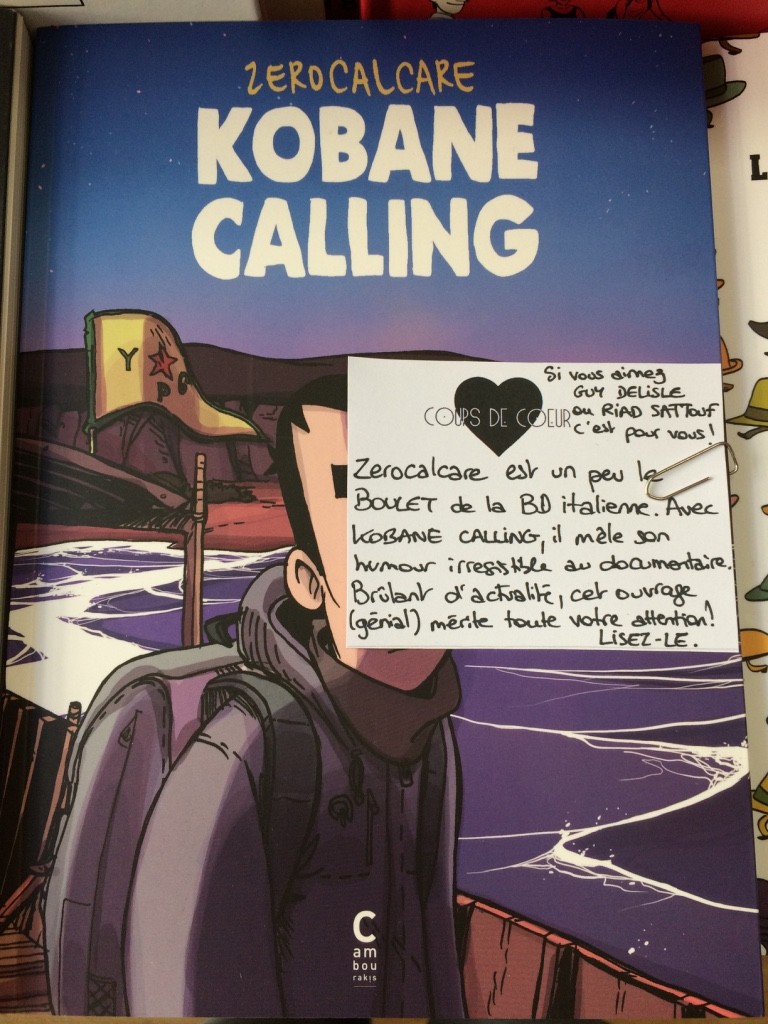 ZEROCALCARE
KOBANE
CALLING
Y
P G
Si vous aimez
GUY DELISLE
ou RIAD SATTOUF
c'est pour vous!
COUPS DE COEUR
Zerocalcare est un peu le
BOULET de la BD italienne. Avec
KOBANE CALLING, il mêle son
humour irresistible au documentaire.
Brûlant d'actualité, cet ouvrage
(génial) mérite toute votre attention!
LISEZ-LE.
C
am
bou
rakis
L